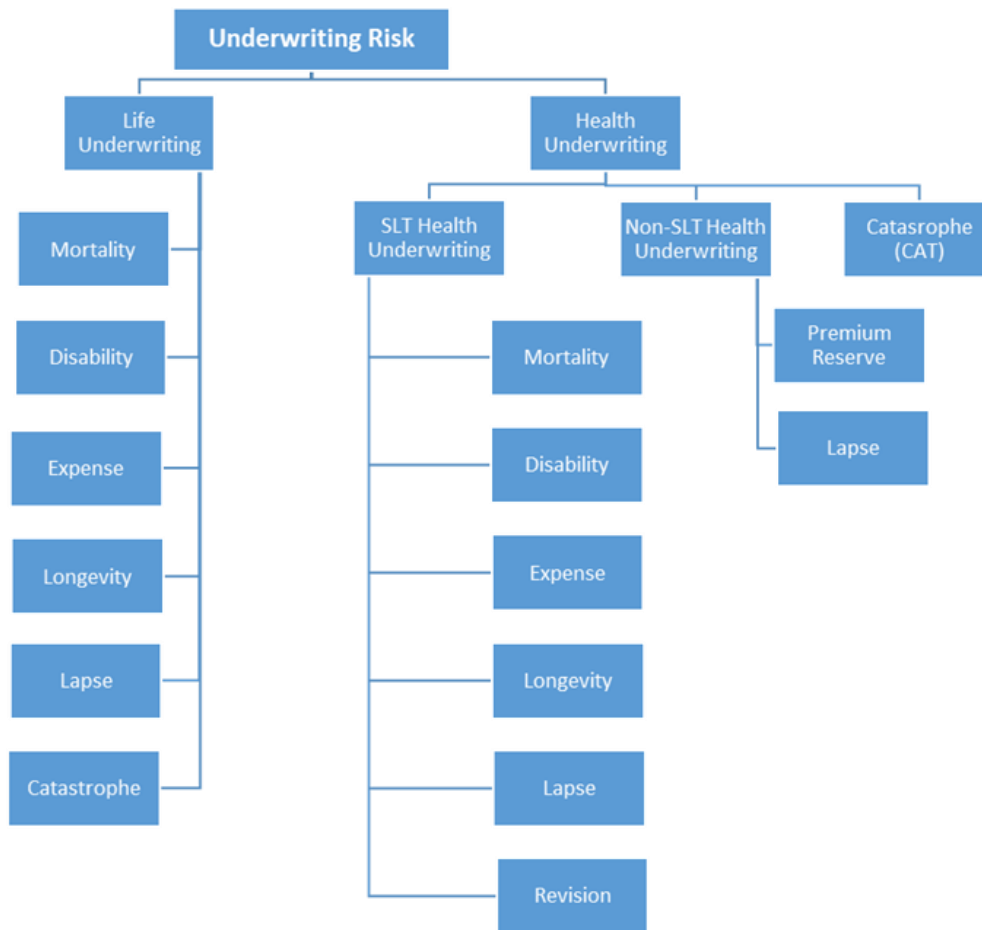 Underwriting Risk
Life
Underwriting
Health
Underwriting
SLT Health
Underwriting
Non-SLT Health
Underwriting
Catasrophe
(CAT)
Mortality
Disability
Expense
Longevity
Lapse
Catastrophe
Mortality
Disability
Expense
Longevity
Lapse
Revision
Premium
Reserve
Lapse